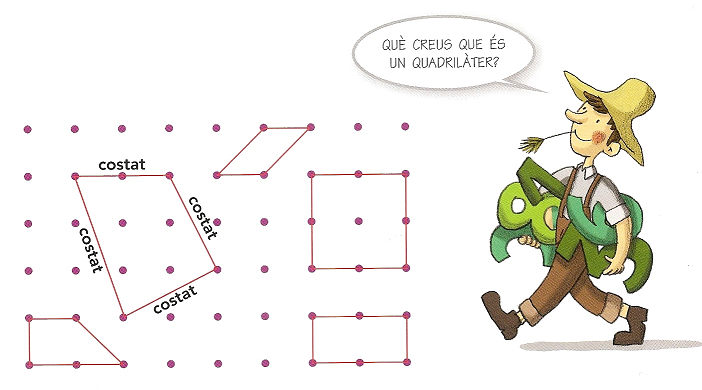 QUÈ CREUS QUE ÉS
UN QUADRILÀTER?
costat
costat
costat
costat